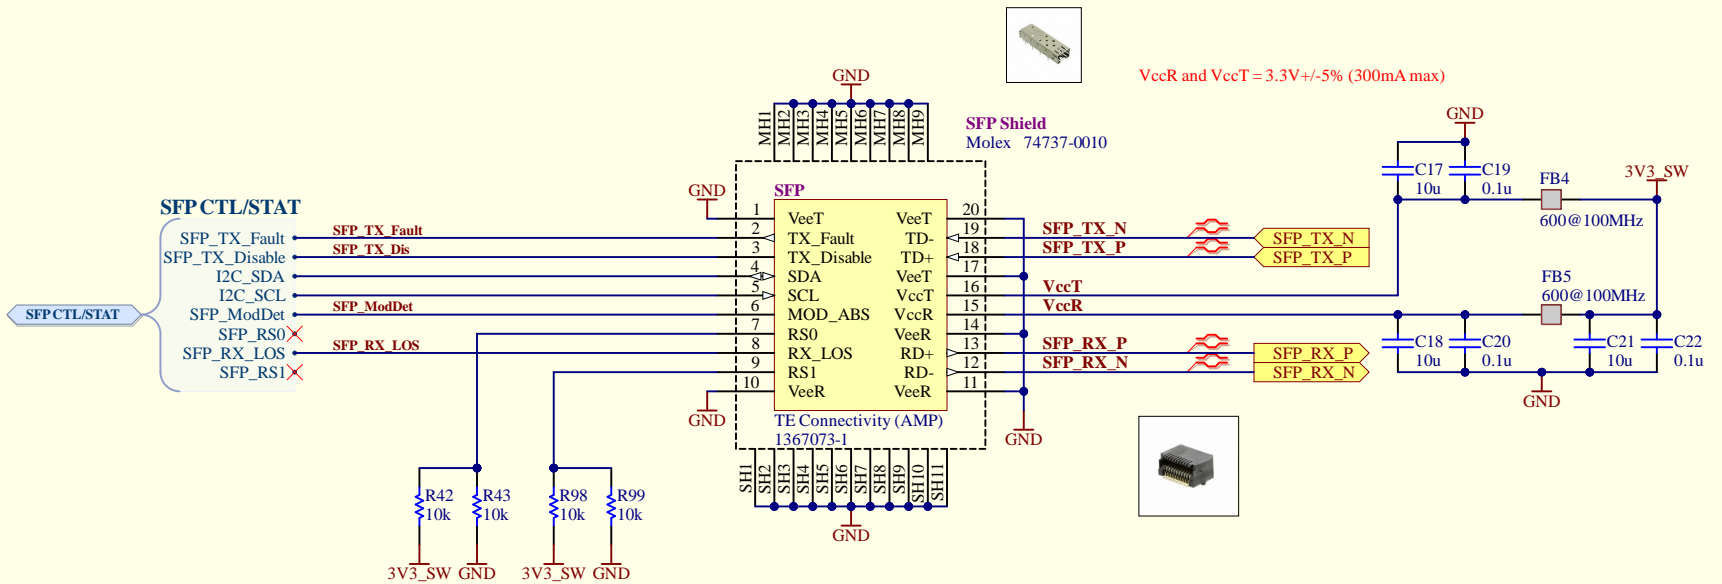 VccR and VccT = 3.3V+/-5% (300mA max)
GND
MH1
MH2
MH3
MH4
MH5
MH6
MH7
MH8
MH9
SFP Shield
Molex 74737-0010
GND
C17
10u
C19
0.1u
FB4
600@100MHz
3V3_SW
GND
SFP
SFP CTL/STAT
SFP CTL/STAT
SFP_TX_Fault
SFP_TX_Disable
I2C_SDA
I2C_SCL
SFP_ModDet
SFP_RS0
SFP_RX_LOS
SFP_RS1
SFP_TX_Fault
SFP_TX_Dis
SFP_ModDet
SFP_RX_LOS
1 VeeT
2 TX_Fault
3 TX_Disable
4 SDA
5 SCL
6 MOD_ABS
7 RS0
8 RX_LOS
9 RS1
10 VeeR
VeeT 20
TD- 19
TD+ 18
VeeT 17
VccT 16
VccR 15
VeeR 14
RD+ 13
RD- 12
VeeR 11
GND
GND
SFP_TX_N
SFP_TX_P
VccT
VccR
SFP_RX_P
SFP_RX_N
SFP_TX_N
SFP_TX_P
SFP_RX_P
SFP_RX_N
FB5
600@100MHz
C18
10u
C20
0.1u
C21
10u
C22
0.1u
GND
TE Connectivity (AMP)
1367073-1
SH1
SH2
SH3
SH4
SH5
SH6
SH7
SH8
SH9
SH10
SH11
GND
R42
10k
R43
10k
R98
10k
R99
10k
3V3_SW
GND
3V3_SW
GND